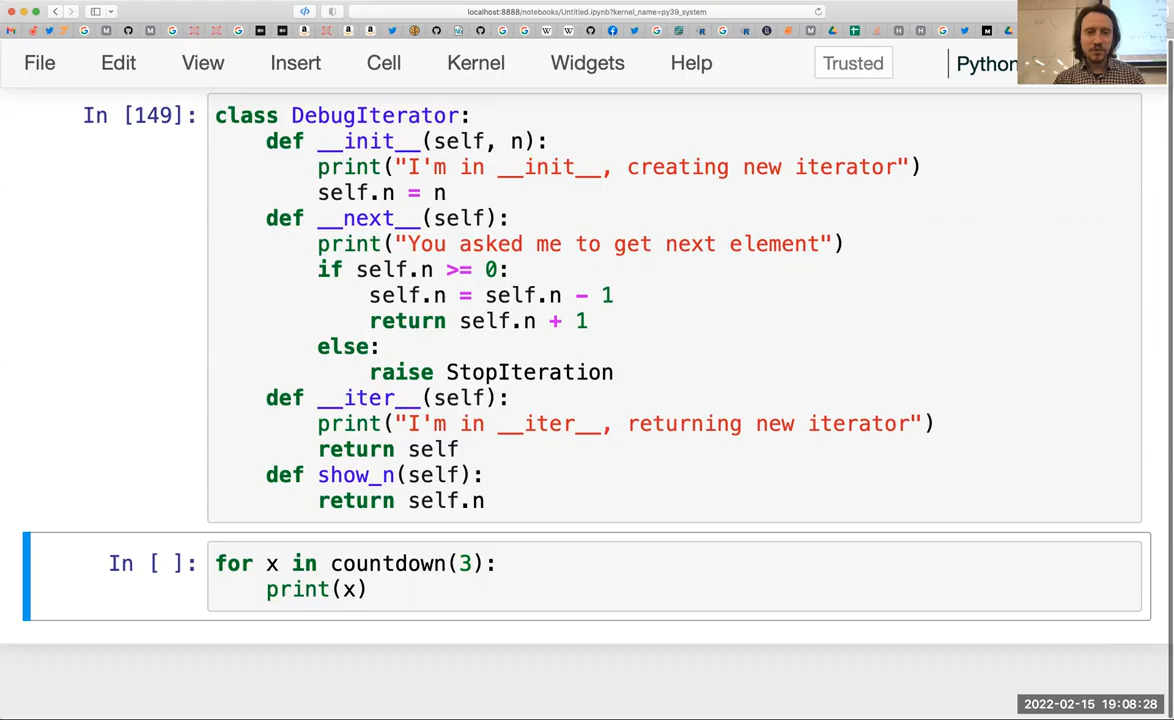 localhost:8888/notebooks/Untitled.ipynb?kernel_name=py39_system
File Edit View Insert Cell Kernel Widgets Help Trusted Python
In [149]: class DebugIterator:
    def __init__(self, n):
        print("I'm in __init__, creating new iterator")
        self.n = n
    def __next__(self):
        print("You asked me to get next element")
        if self.n >= 0:
            self.n = self.n - 1
            return self.n + 1
        else:
            raise StopIteration
    def __iter__(self):
        print("I'm in __iter__, returning new iterator")
        return self
    def show_n(self):
        return self.n
In [ ]: for x in countdown(3):
    print(x)
2022-02-15 19:08:28